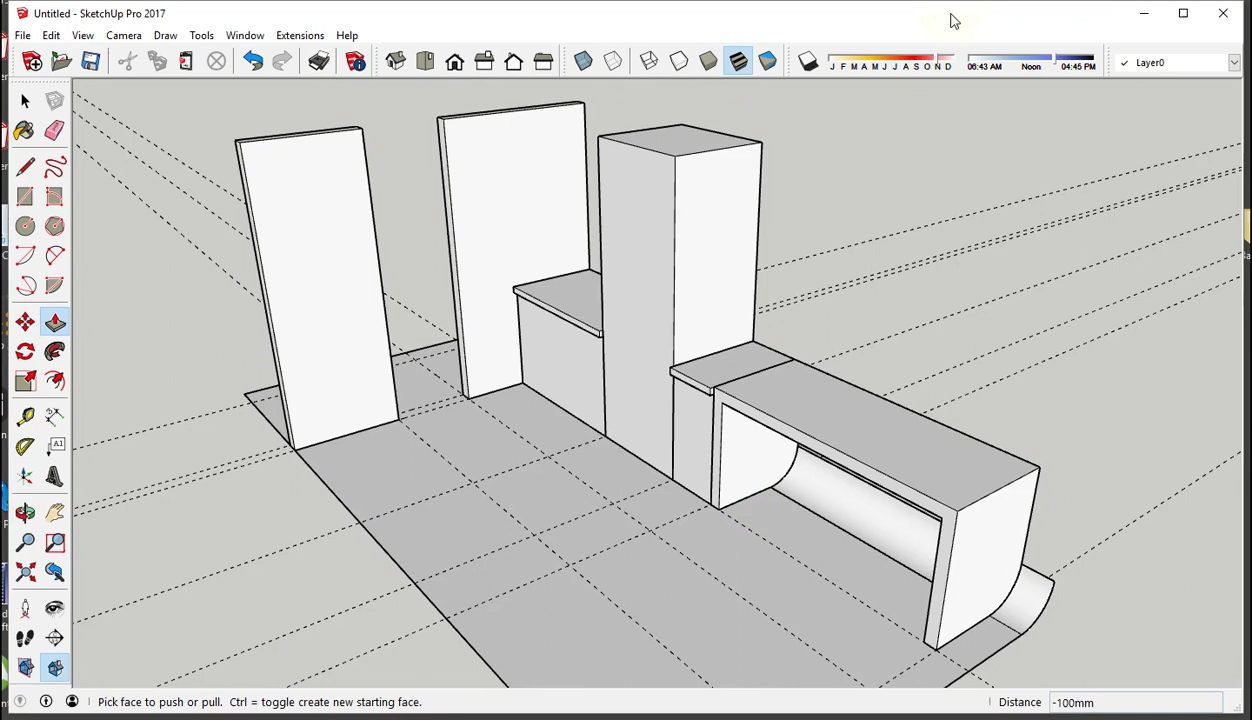 Untitled - SketchUp Pro 2017
File Edit View Camera Draw Tools Window Extensions Help
J F M A M J J A S O N D
06:43 AM Noon 04:45 PM
✓ Layer0
A1
Pick face to push or pull. Ctrl = toggle create new starting face.
Distance -100mm